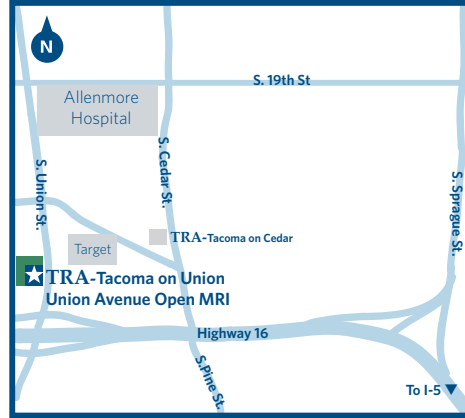 N
S. 19th St
Allenmore
Hospital
S. Union St.
S. Cedar St.
S. Sprague St.
TRA-Tacoma on Cedar
Target
TRA-Tacoma on Union
Union Avenue Open MRI
Highway 16
S.Pine St.
To I-5